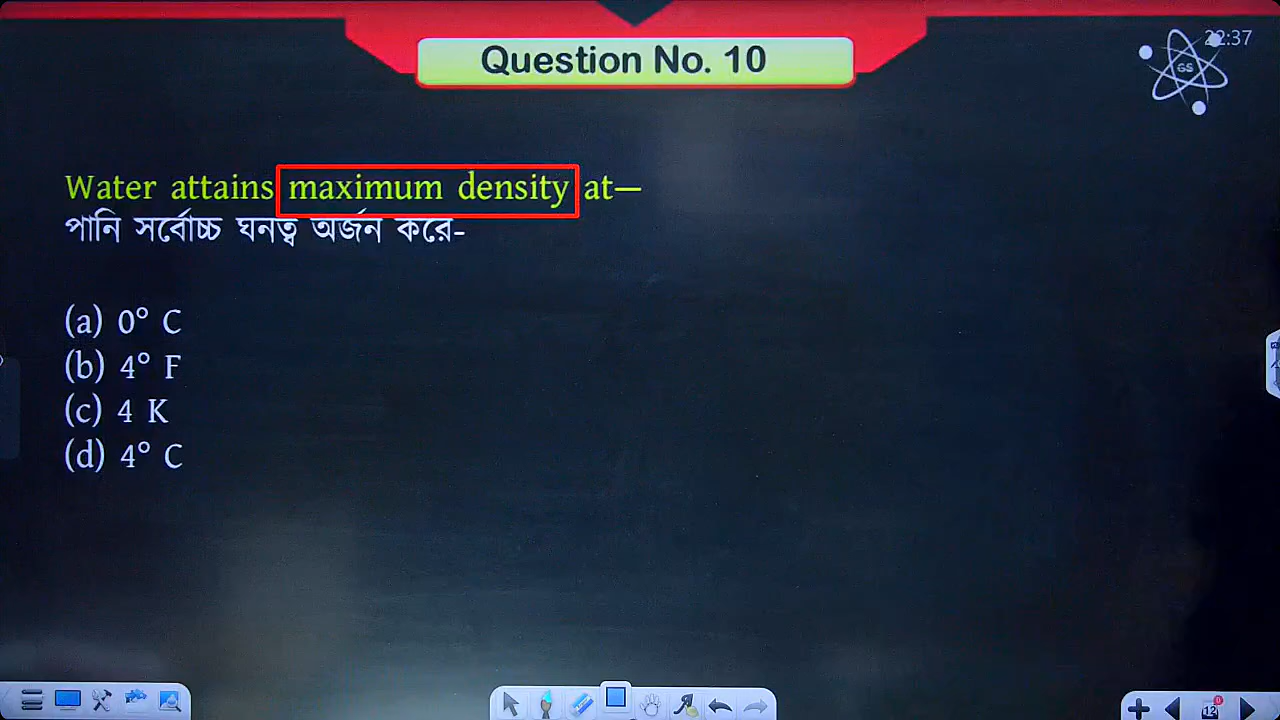 Question No. 10
22:37
GS
Water attains maximum density at—
পানি সর্বোচ্চ ঘনত্ব অর্জন করে-
(a) 0° C
(b) 4° F
(c) 4 K
(d) 4° C
12